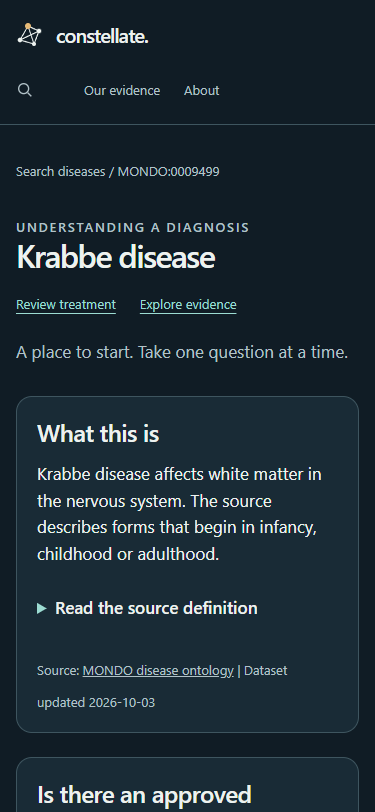 constellate.
Our evidence About
Search diseases / MONDO:0009499
UNDERSTANDING A DIAGNOSIS
Krabbe disease
Review treatment Explore evidence
A place to start. Take one question at a time.
What this is
Krabbe disease affects white matter in
the nervous system. The source
describes forms that begin in infancy,
childhood or adulthood.
Read the source definition
Source: MONDO disease ontology | Dataset
updated 2026-10-03
Is there an approved